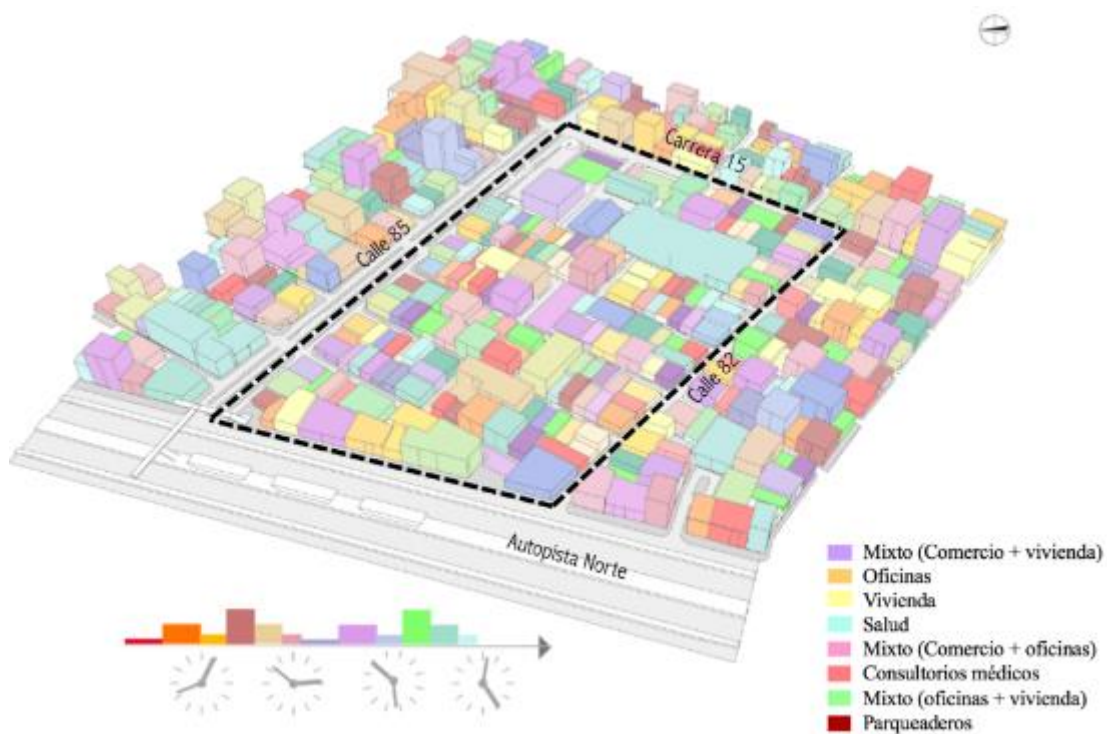 Carrera 15
Calle 85
Calle 82
Autopista Norte
Mixto (Comercio + vivienda)
Oficinas
Vivienda
Salud
Mixto (Comercio + oficinas)
Consultorios médicos
Mixto (oficinas + vivienda)
Parqueaderos